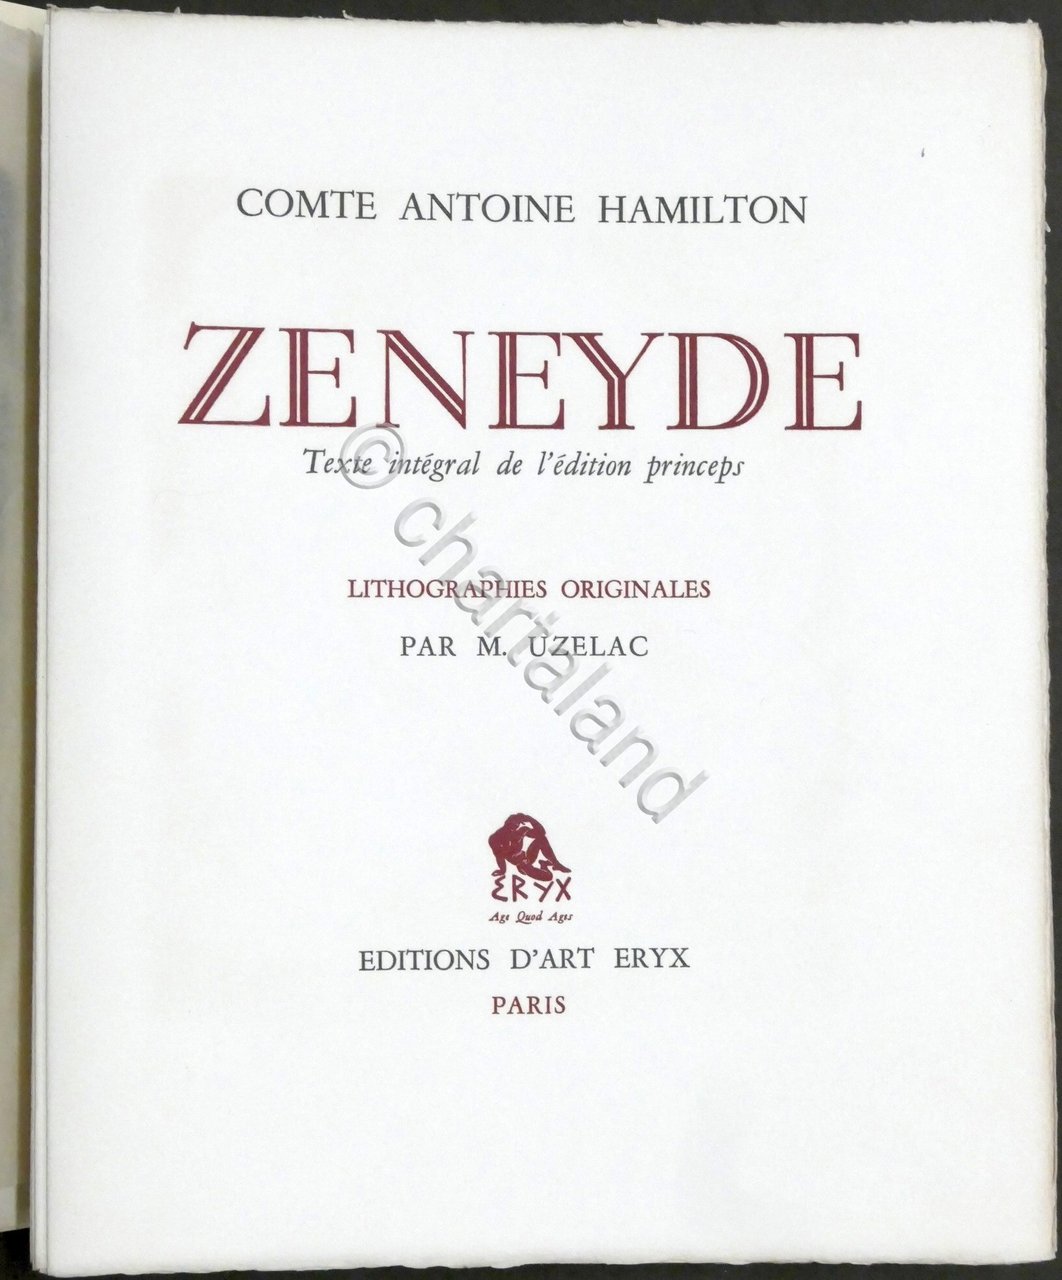 COMTE ANTOINE HAMILTON
ZENEYDE
Texte intégral de l'édition princeps
LITHOGRAPHIES ORIGINALES
PAR M. UZELAC
© chartaland
ERYX
Age Quod Ages
EDITIONS D'ART ERYX
PARIS